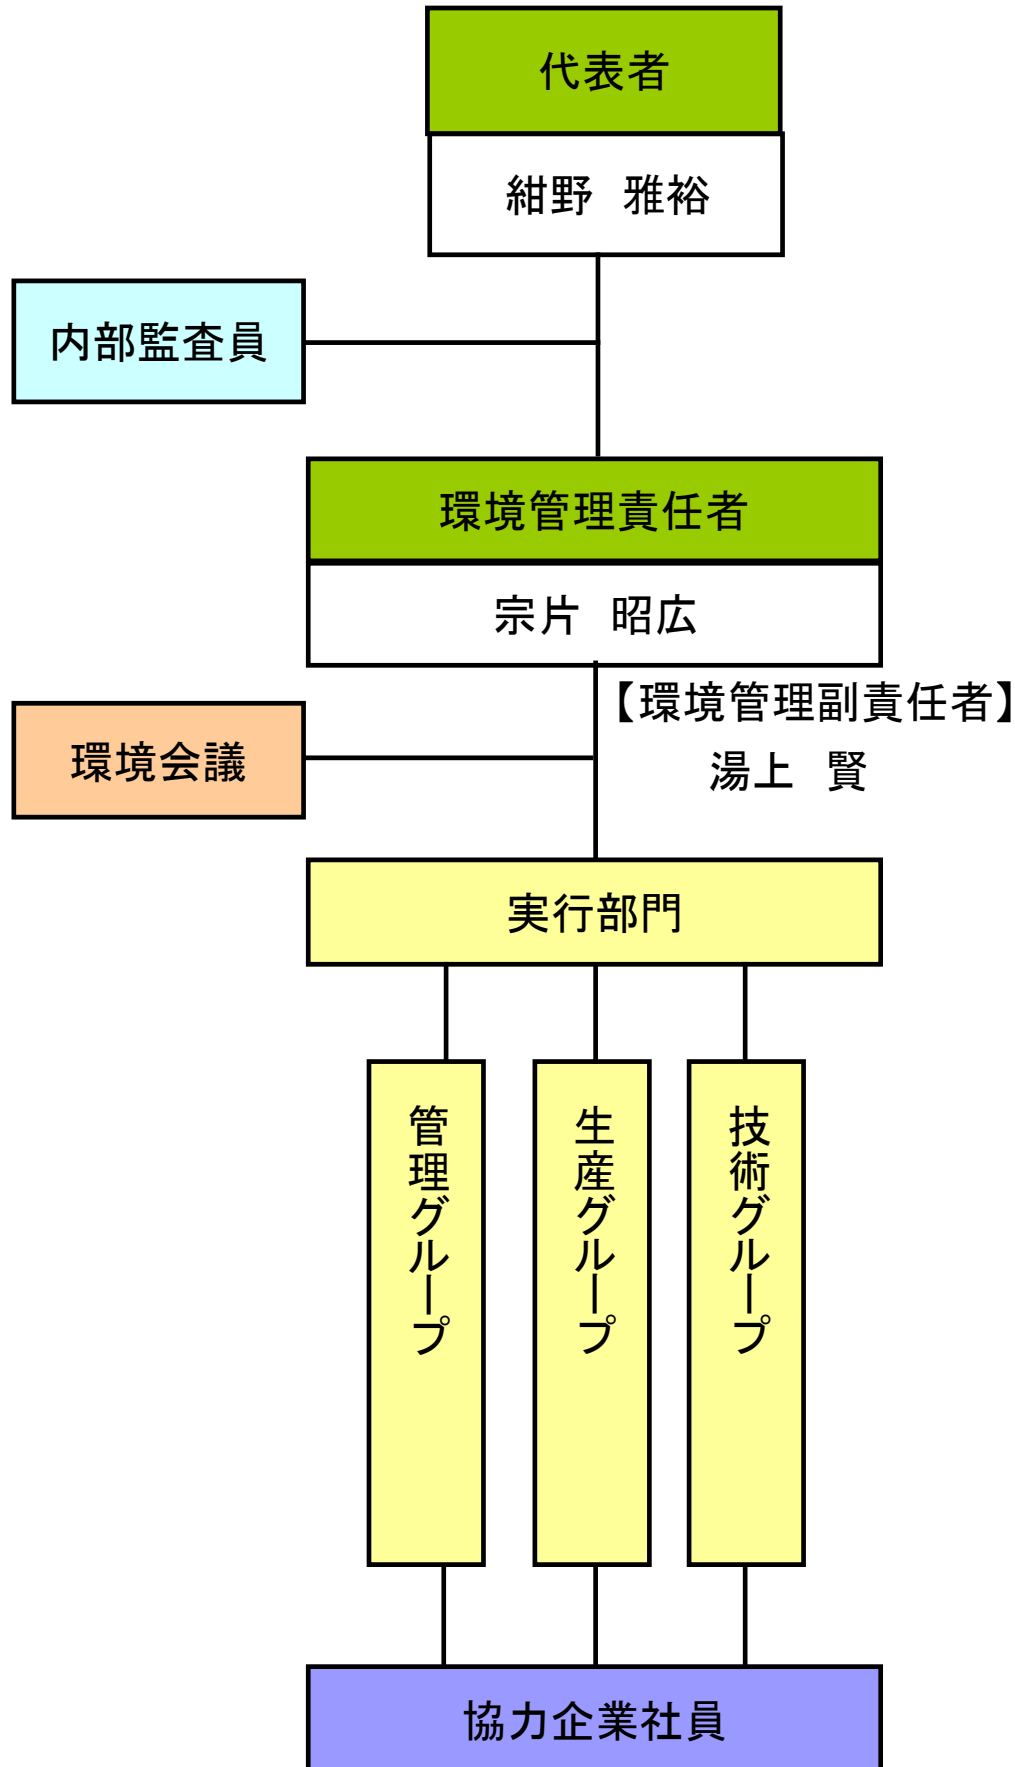 代表者
紺野　雅裕
内部監査員
環境管理責任者
宗片　昭広
【環境管理副責任者】
湯上　賢
環境会議
実行部門
管理グループ
生産グループ
技術グループ
協力企業社員